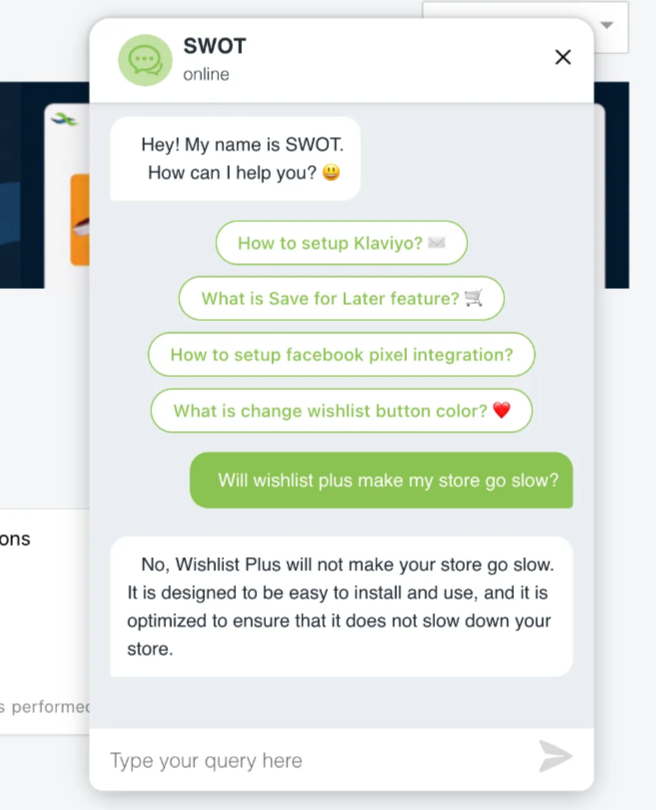 SWOT
online
Hey! My name is SWOT.
How can I help you? 😃
How to setup Klaviyo? ✉️
What is Save for Later feature? 🛒
How to setup facebook pixel integration?
What is change wishlist button color? ❤️
Will wishlist plus make my store go slow?
ons
No, Wishlist Plus will not make your store go slow.
It is designed to be easy to install and use, and it is
optimized to ensure that it does not slow down your
store.
s performed
Type your query here